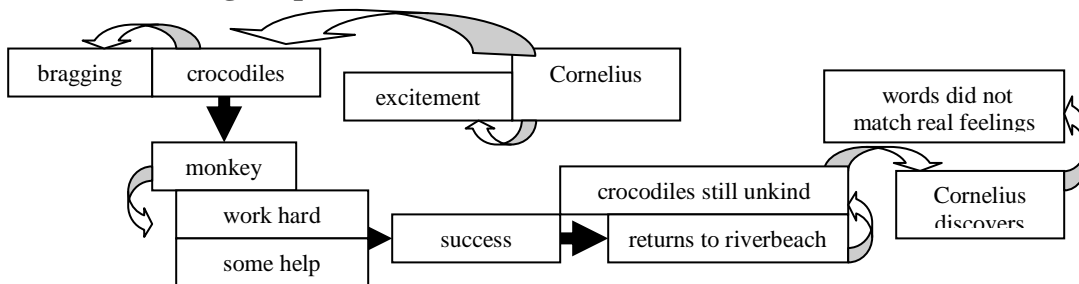 bragging
crocodiles
Cornelius
excitement
words did not
match real feelings
monkey
crocodiles still unkind
Cornelius
discovers
work hard
success
returns to riverbeach
some help